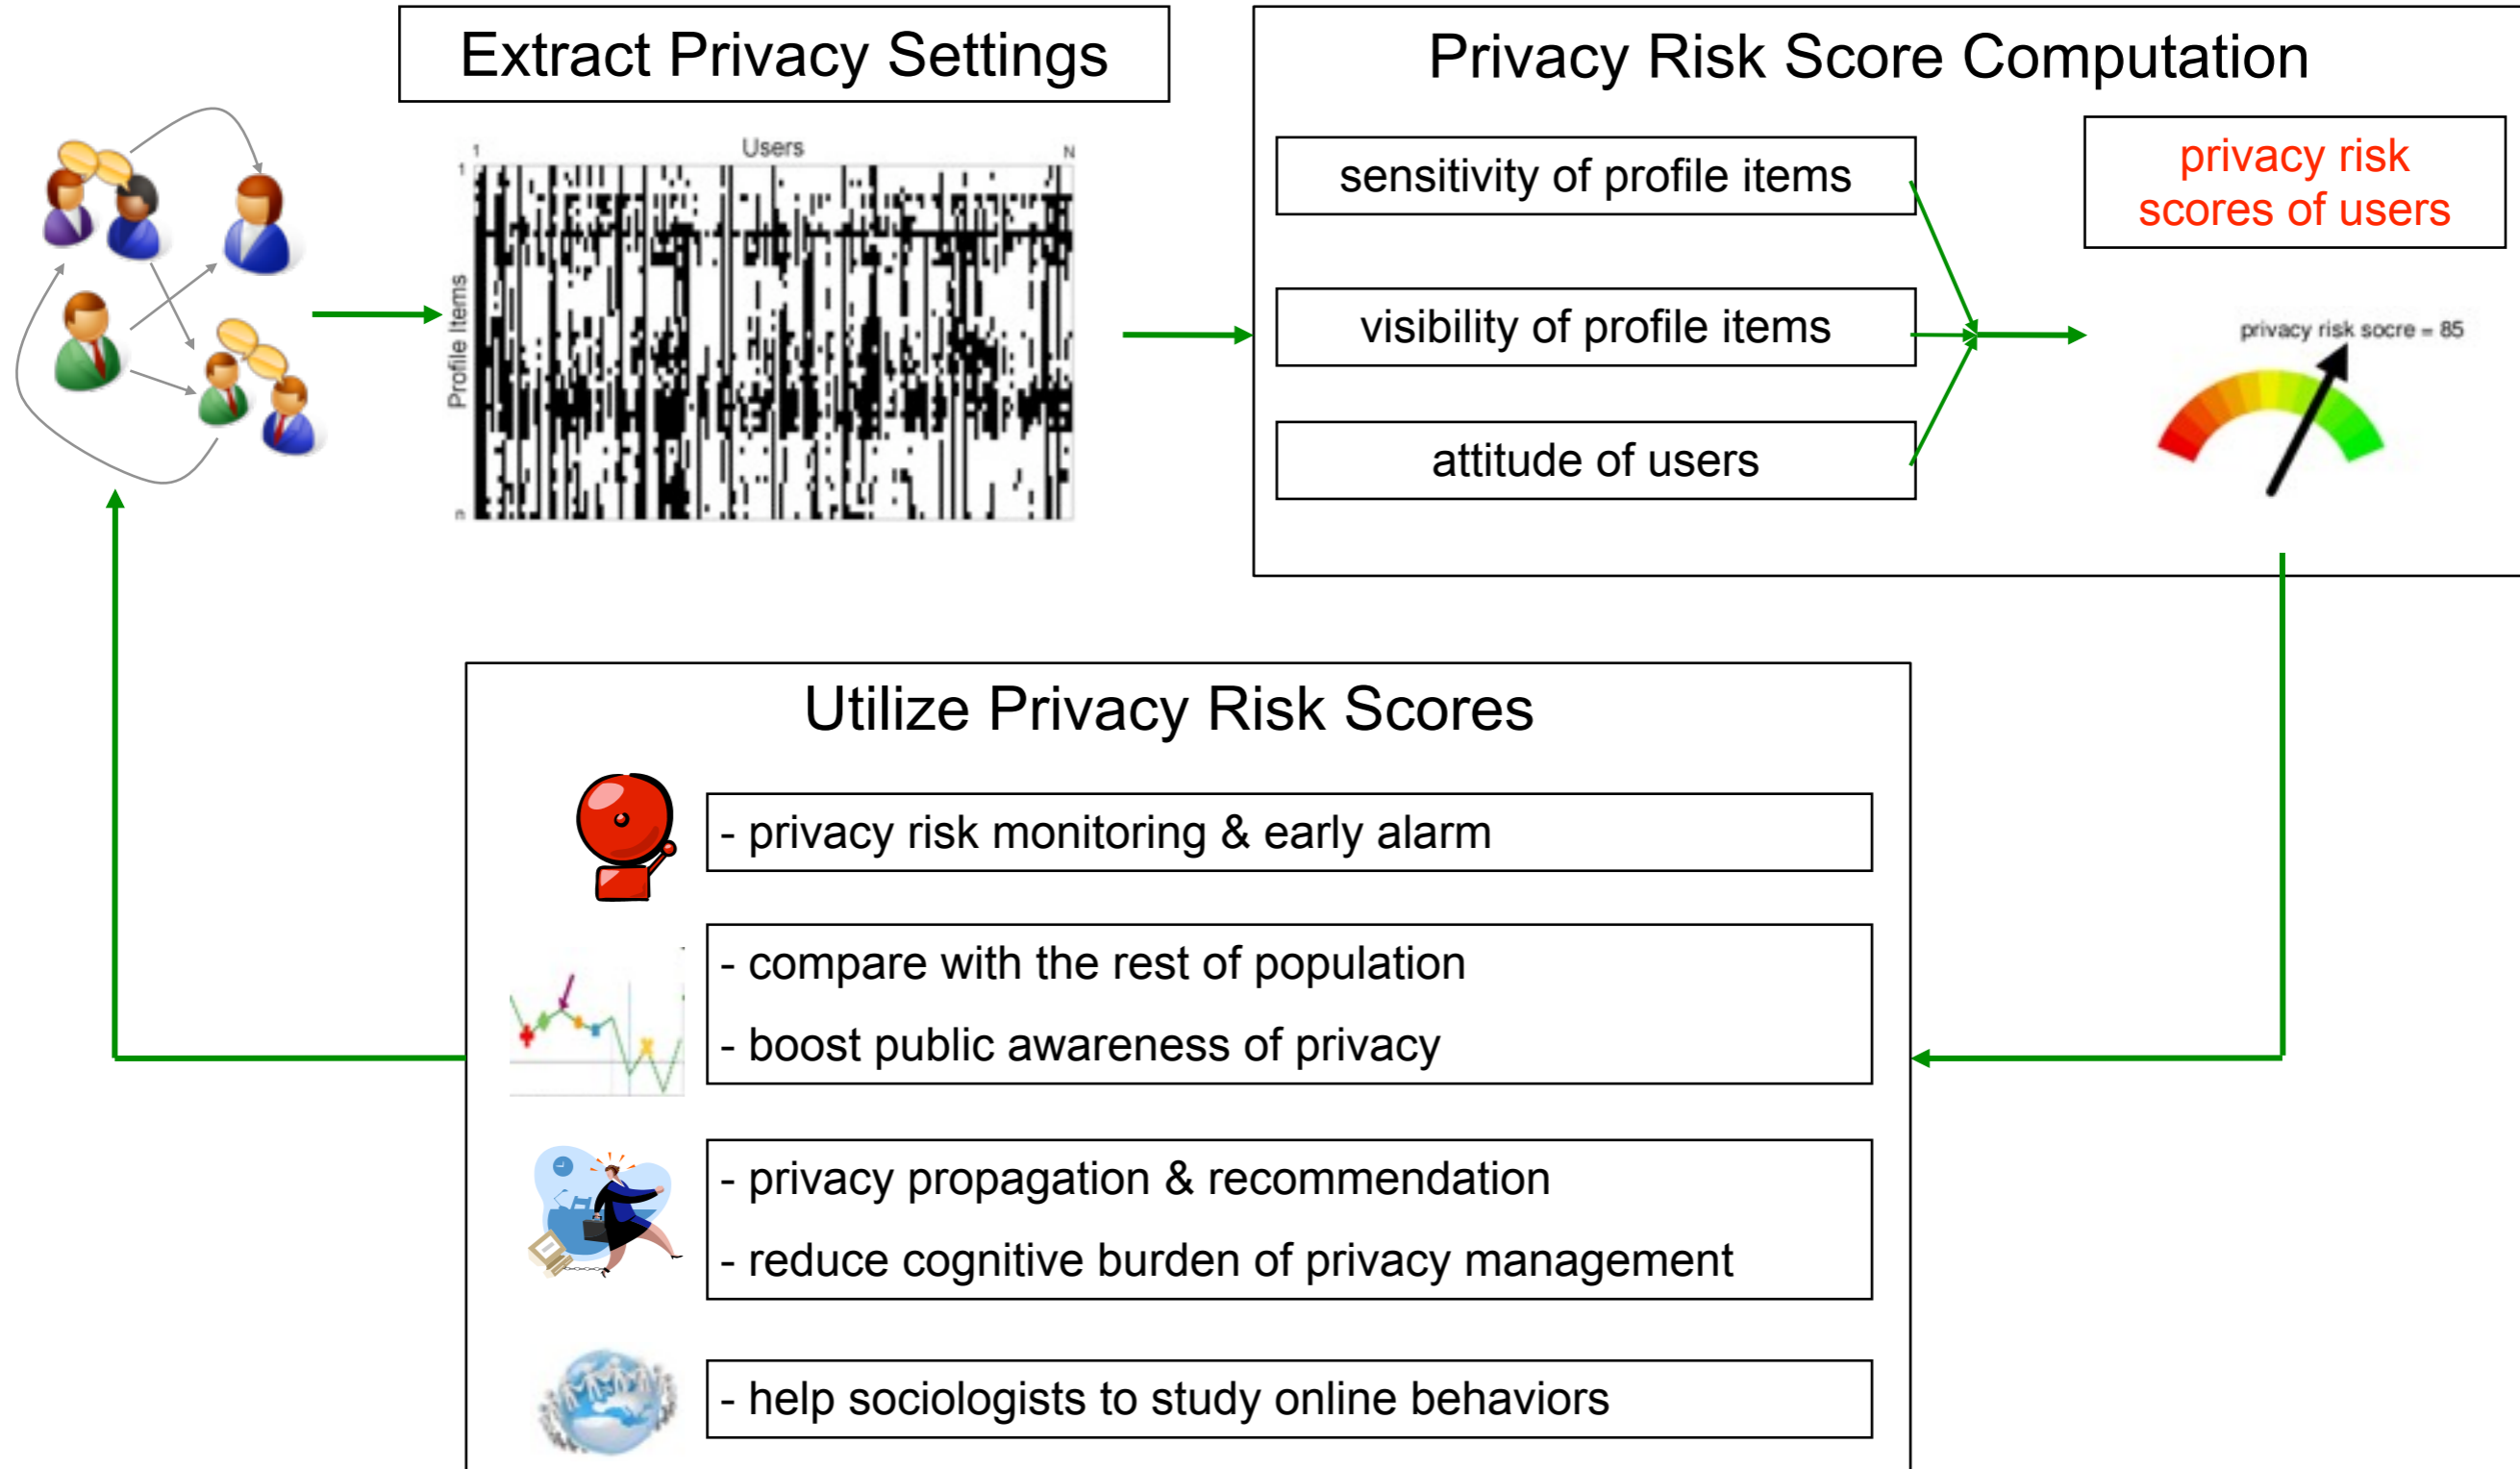 Extract Privacy Settings
Privacy Risk Score Computation
1
Users
N
1
Profile Items
n
sensitivity of profile items
visibility of profile items
attitude of users
privacy risk
scores of users
privacy risk socre = 85
Utilize Privacy Risk Scores
- privacy risk monitoring & early alarm
- compare with the rest of population
- boost public awareness of privacy
- privacy propagation & recommendation
- reduce cognitive burden of privacy management
- help sociologists to study online behaviors